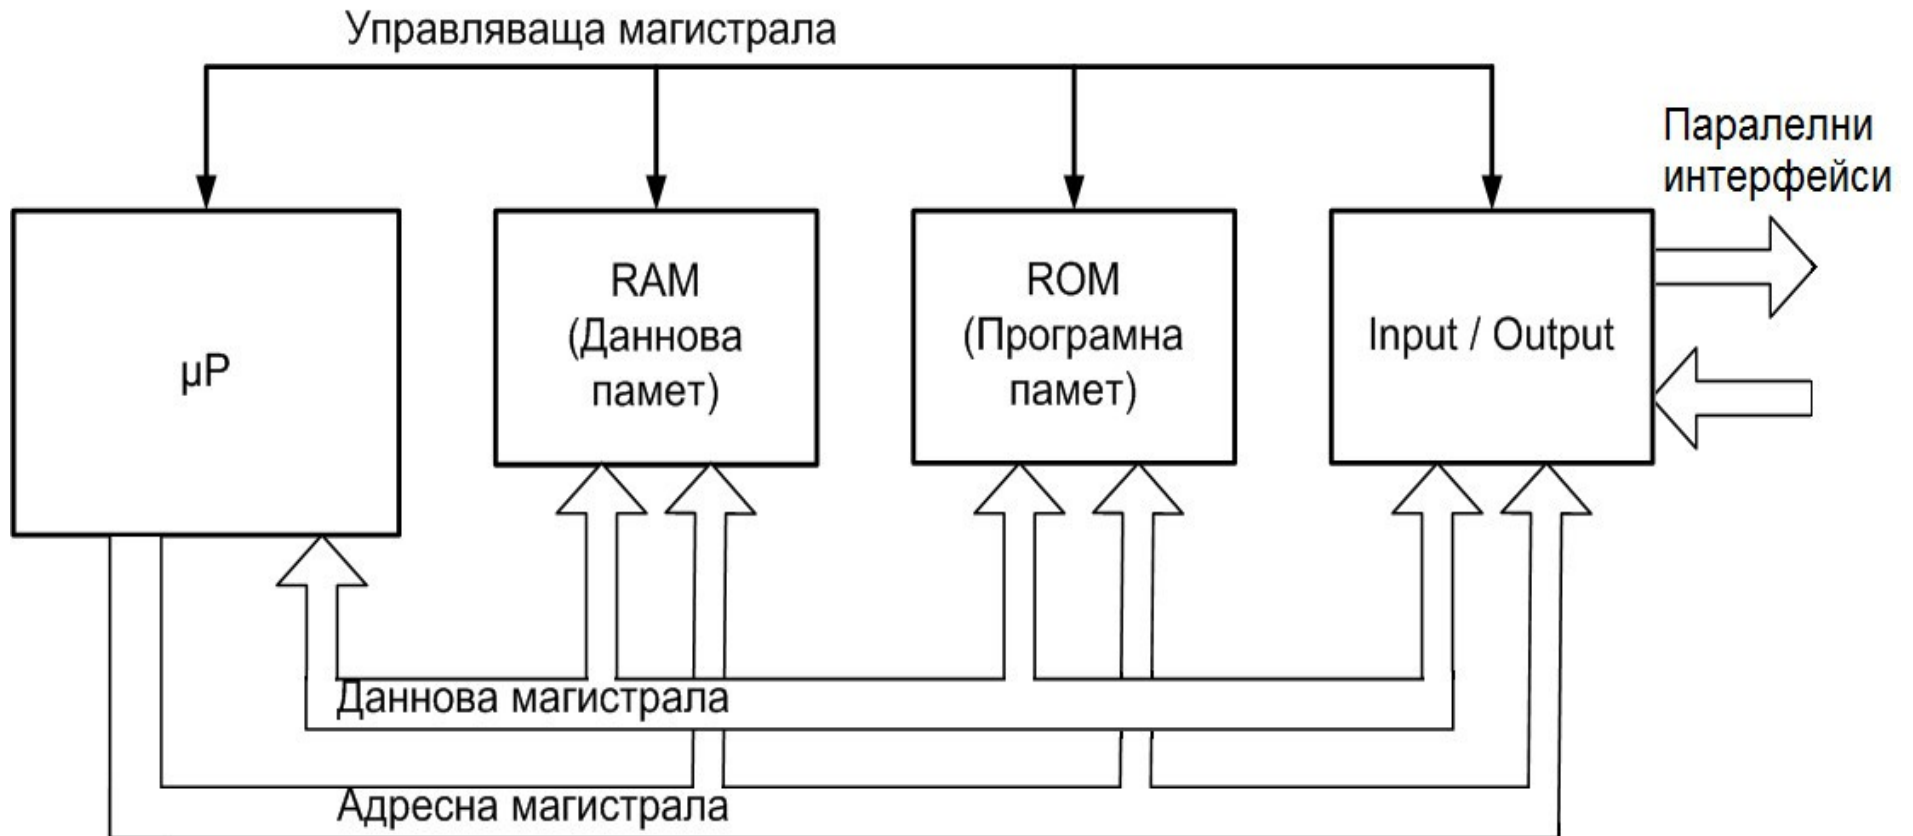 Управляваща магистрала
Паралелни
интерфейси
µP
RAM
(Даннова
памет)
ROM
(Програмна
памет)
Input / Output
Даннова магистрала
Адресна магистрала